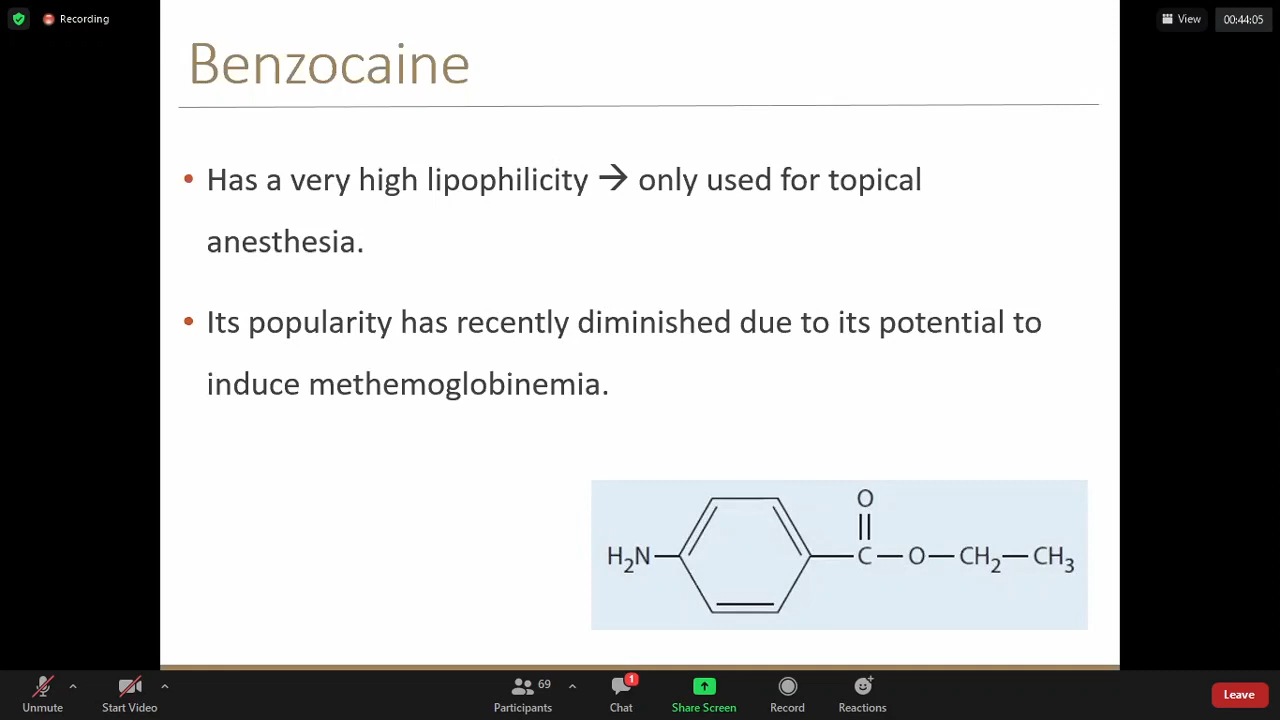 Recording
View
00:44:05
Benzocaine
• Has a very high lipophilicity → only used for topical
anesthesia.
• Its popularity has recently diminished due to its potential to
induce methemoglobinemia.
O
H₂N
C
O
CH₂
CH₃
Unmute
Start Video
69
Participants
1
Chat
Share Screen
Record
Reactions
Leave